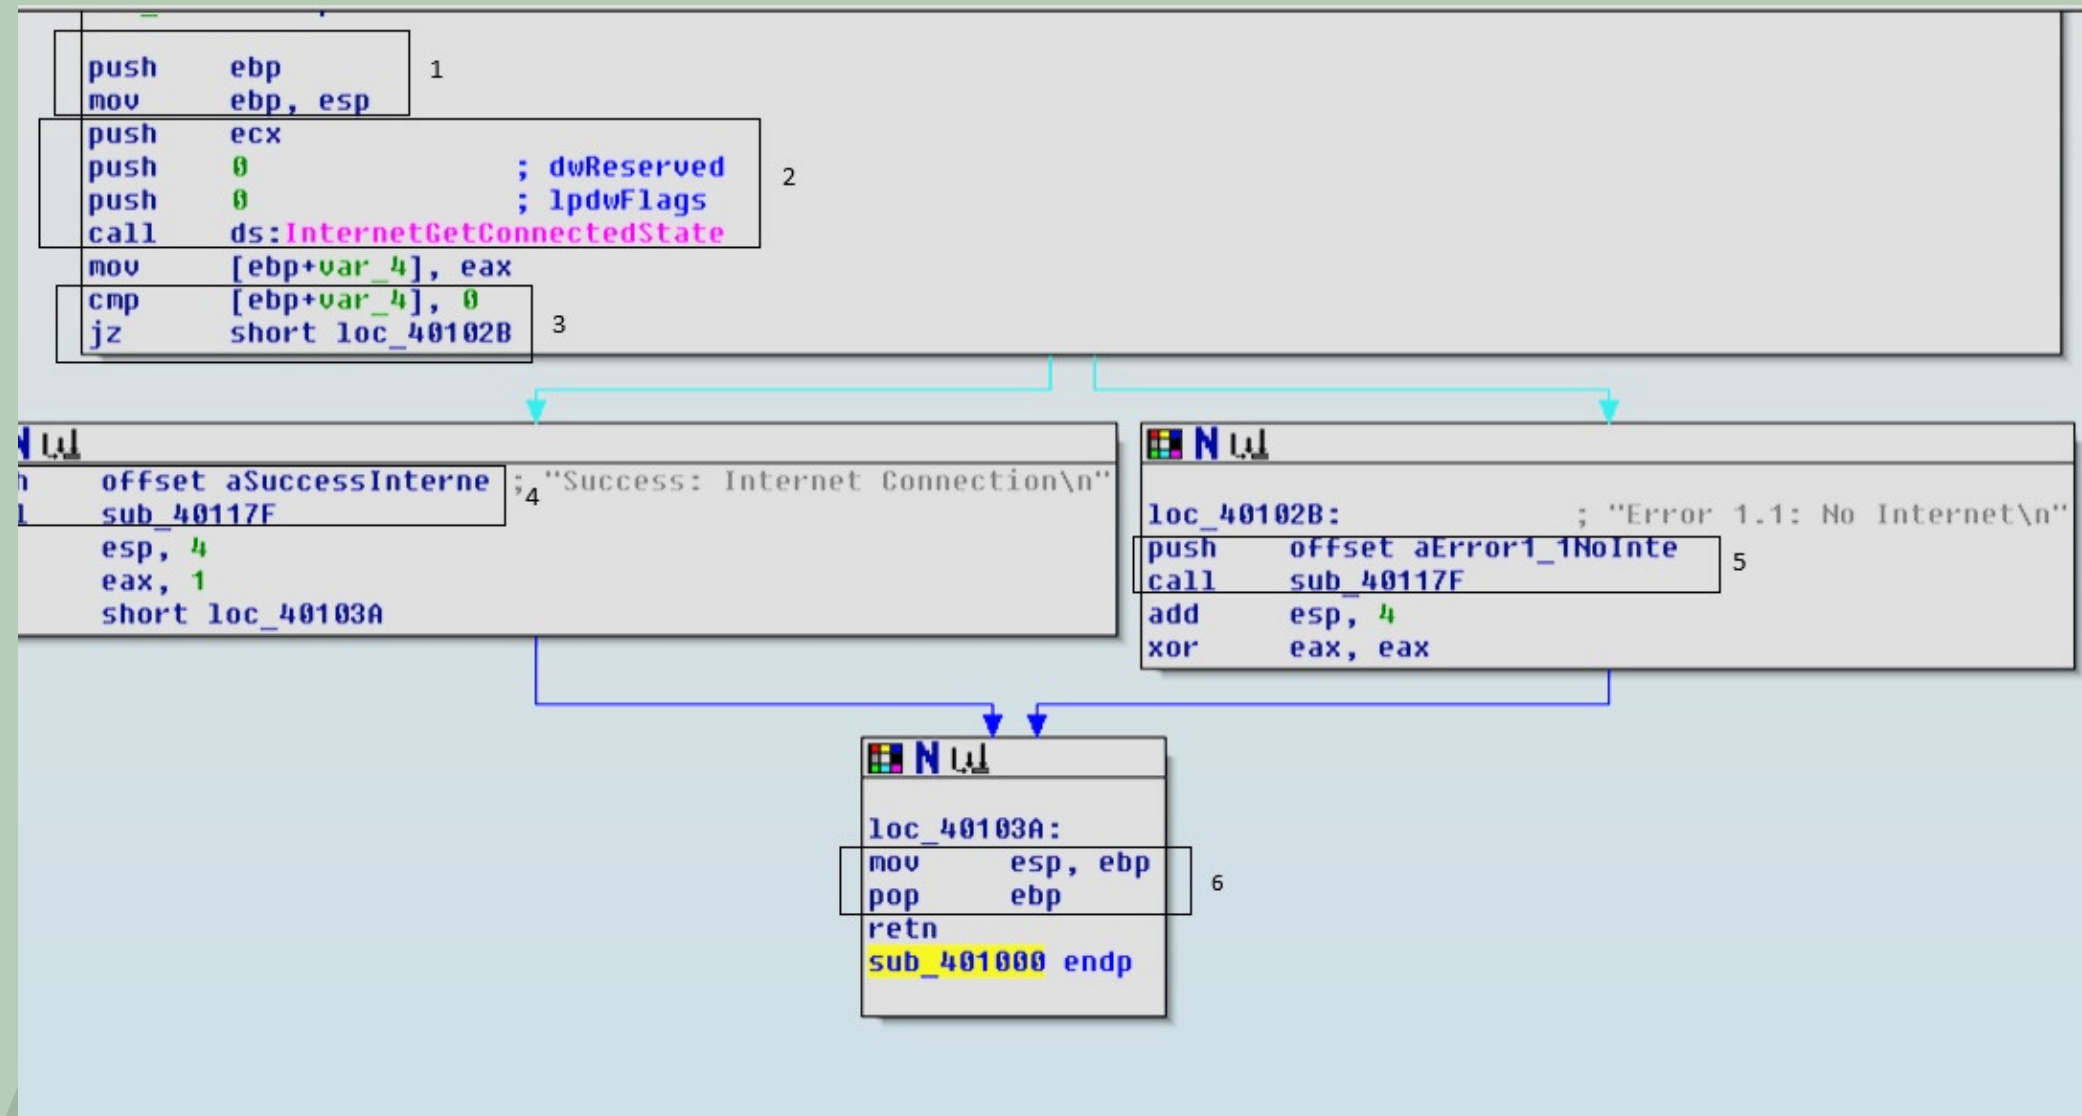 push ebp
mov ebp, esp
1
push ecx
push 0 ; dwReserved
push 0 ; lpdwFlags
call ds:InternetGetConnectedState
2
mov [ebp+var_4], eax
cmp [ebp+var_4], 0
jz short loc_40102B
3
N
h offset aSuccessInterne ; "Success: Internet Connection\n"
l sub_40117F
4
esp, 4
eax, 1
short loc_40103A
N
loc_40102B: ; "Error 1.1: No Internet\n"
push offset aError1_1NoInte
call sub_40117F
5
add esp, 4
xor eax, eax
N
loc_40103A:
mov esp, ebp
pop ebp
6
retn
sub_401000 endp